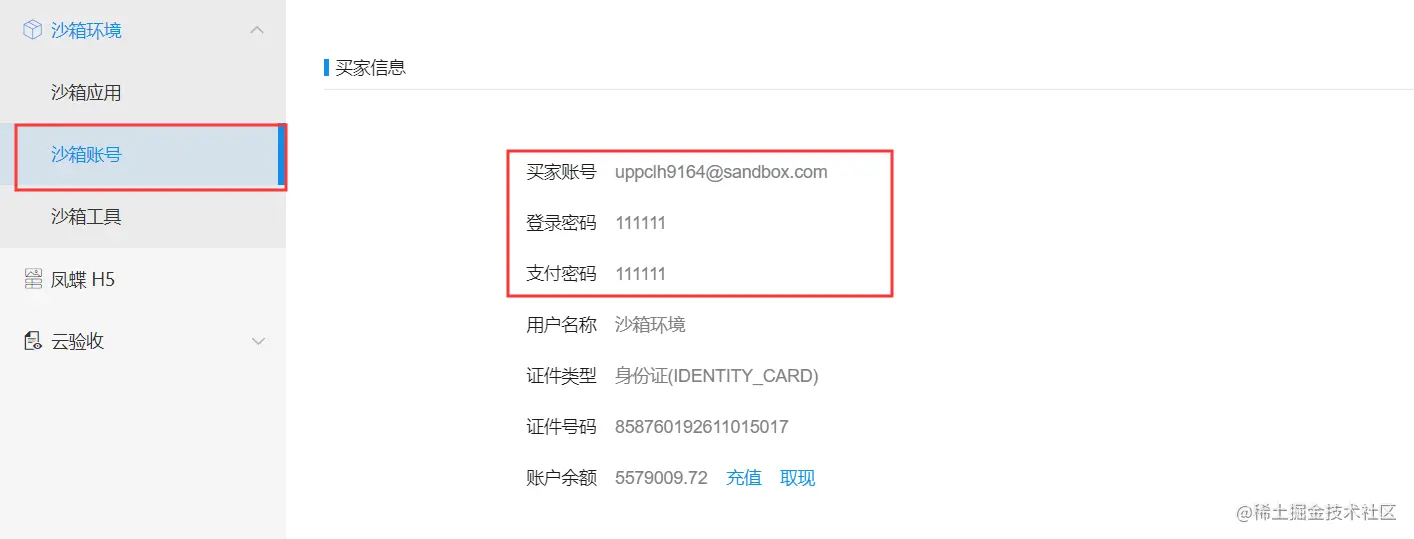 沙箱环境
沙箱应用
沙箱账号
沙箱工具
凤蝶 H5
云验收
买家信息
买家账号 uppclh9164@sandbox.com
登录密码 111111
支付密码 111111
用户名称 沙箱环境
证件类型 身份证(IDENTITY_CARD)
证件号码 858760192611015017
账户余额 5579009.72 充值 取现
@稀土掘金技术社区